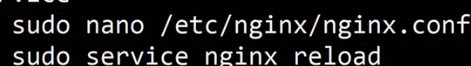 sudo nano /etc/nginx/nginx.conf
sudo service nginx reload